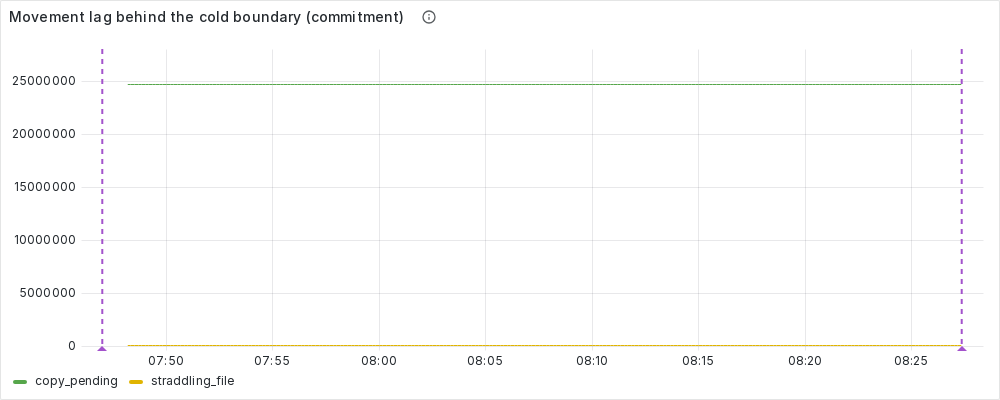 Movement lag behind the cold boundary (commitment)
25000000
20000000
15000000
10000000
5000000
0
07:50 07:55 08:00 08:05 08:10 08:15 08:20 08:25
copy_pending straddling_file